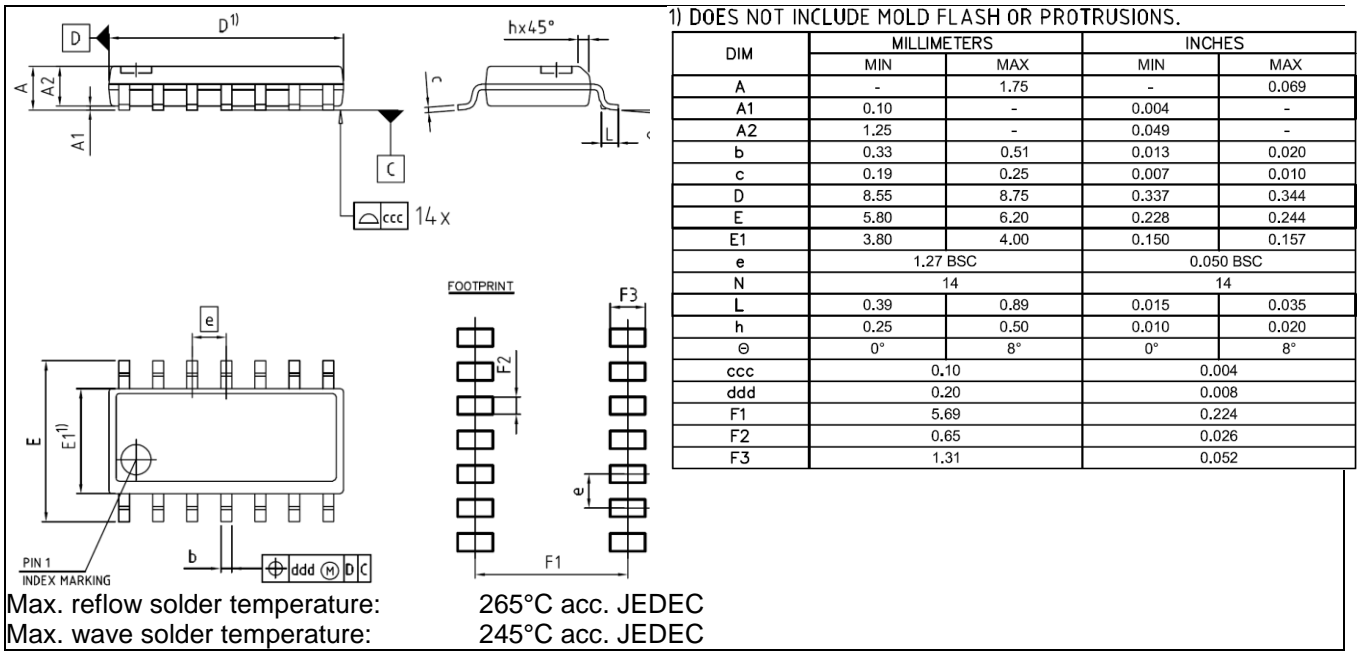 1) DOES NOT INCLUDE MOLD FLASH OR PROTRUSIONS.
D D1)
A A2
A1
C
ccc 14x
hx45°
L
DIM MILLIMETERS INCHES
MIN MAX MIN MAX
A - 1.75 - 0.069
A1 0.10 - 0.004 -
A2 1.25 - 0.049 -
b 0.33 0.51 0.013 0.020
c 0.19 0.25 0.007 0.010
D 8.55 8.75 0.337 0.344
E 5.80 6.20 0.228 0.244
E1 3.80 4.00 0.150 0.157
e 1.27 BSC 0.050 BSC
N 14 14
L 0.39 0.89 0.015 0.035
h 0.25 0.50 0.010 0.020
Θ 0° 8° 0° 8°
ccc 0.10 0.004
ddd 0.20 0.008
F1 5.69 0.224
F2 0.65 0.026
F3 1.31 0.052
e
E E11)
PIN 1
INDEX MARKING
b
ddd Ⓜ D C
FOOTPRINT
F3
F2
e
F1
Max. reflow solder temperature: 265°C acc. JEDEC
Max. wave solder temperature: 245°C acc. JEDEC